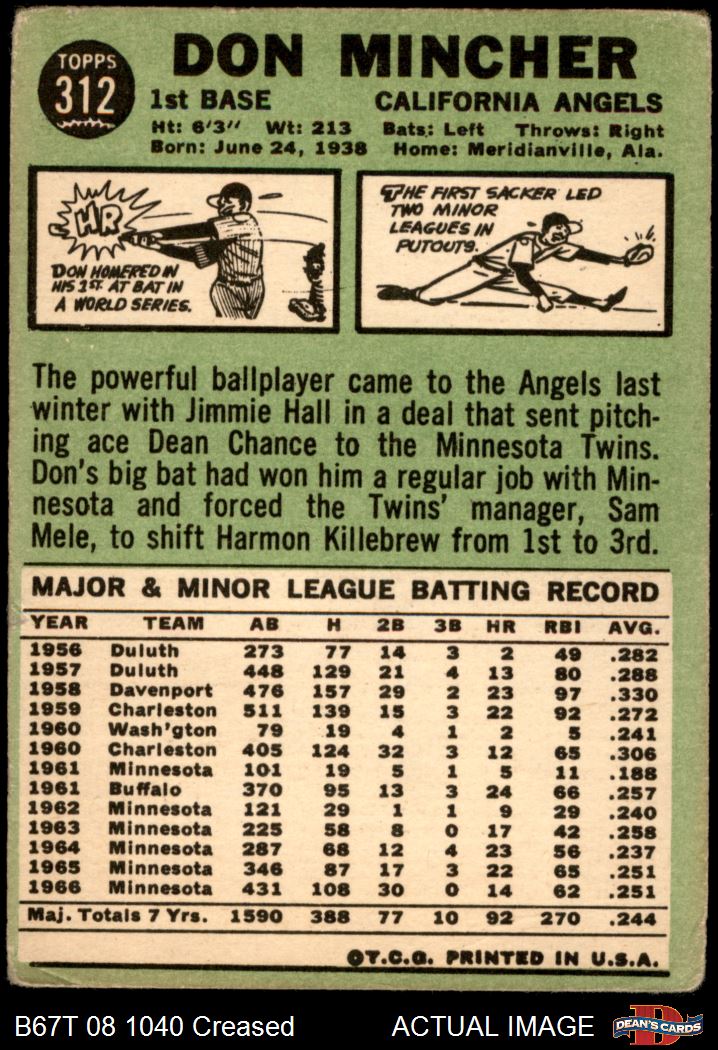 TOPPS
312
DON MINCHER
1st BASE CALIFORNIA ANGELS
Ht: 6'3" Wt: 213 Bats: Left Throws: Right
Born: June 24, 1938 Home: Meridianville, Ala.
HR
DON HOMERED IN
HIS 1ST. AT BAT IN
A WORLD SERIES.
THE FIRST SACKER LED
TWO MINOR
LEAGUES IN
PUTOUTS.
The powerful ballplayer came to the Angels last
winter with Jimmie Hall in a deal that sent pitch-
ing ace Dean Chance to the Minnesota Twins.
Don's big bat had won him a regular job with Min-
nesota and forced the Twins' manager, Sam
Mele, to shift Harmon Killebrew from 1st to 3rd.
MAJOR & MINOR LEAGUE BATTING RECORD
YEAR TEAM AB H 2B 3B HR RBI AVG.
1956 Duluth 273 77 14 3 2 49 .282
1957 Duluth 448 129 21 4 13 80 .288
1958 Davenport 476 157 29 2 23 97 .330
1959 Charleston 511 139 15 3 22 92 .272
1960 Wash'gton 79 19 4 1 2 5 .241
1960 Charleston 405 124 32 3 12 65 .306
1961 Minnesota 101 19 5 1 5 11 .188
1961 Buffalo 370 95 13 3 24 66 .257
1962 Minnesota 121 29 1 1 9 29 .240
1963 Minnesota 225 58 8 0 17 42 .258
1964 Minnesota 287 68 12 4 23 56 .237
1965 Minnesota 346 87 17 3 22 65 .251
1966 Minnesota 431 108 30 0 14 62 .251
Maj. Totals 7 Yrs. 1590 388 77 10 92 270 .244
©T.C.G. PRINTED IN U.S.A.
B67T 08 1040 Creased ACTUAL IMAGE
D
DEAN'S CARDS